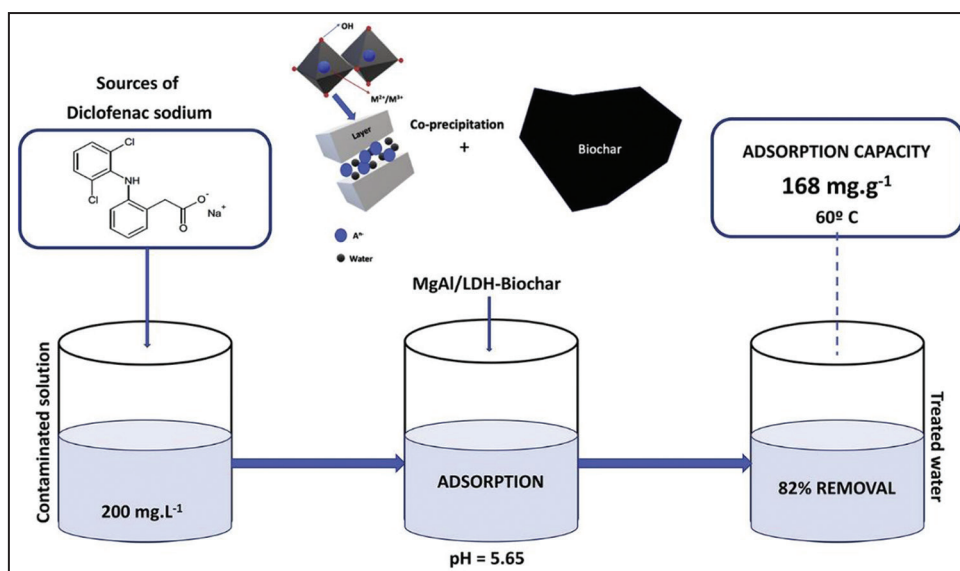 Sources of
Diclofenac sodium
Cl
NH
Cl
O⁻
Na⁺
O
OH
M²⁺/M³⁺
Layer
Water
Co-precipitation
+
Biochar
ADSORPTION CAPACITY
168 mg.g⁻¹
60º C
MgAl/LDH-Biochar
Contaminated solution
200 mg.L⁻¹
ADSORPTION
pH = 5.65
82% REMOVAL
Treated water